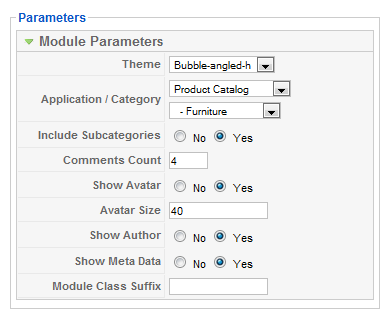 Parameters
Module Parameters
Theme Bubble-angled-h
Application / Category Product Catalog
- Furniture
Include Subcategories No Yes
Comments Count 4
Show Avatar No Yes
Avatar Size 40
Show Author No Yes
Show Meta Data No Yes
Module Class Suffix